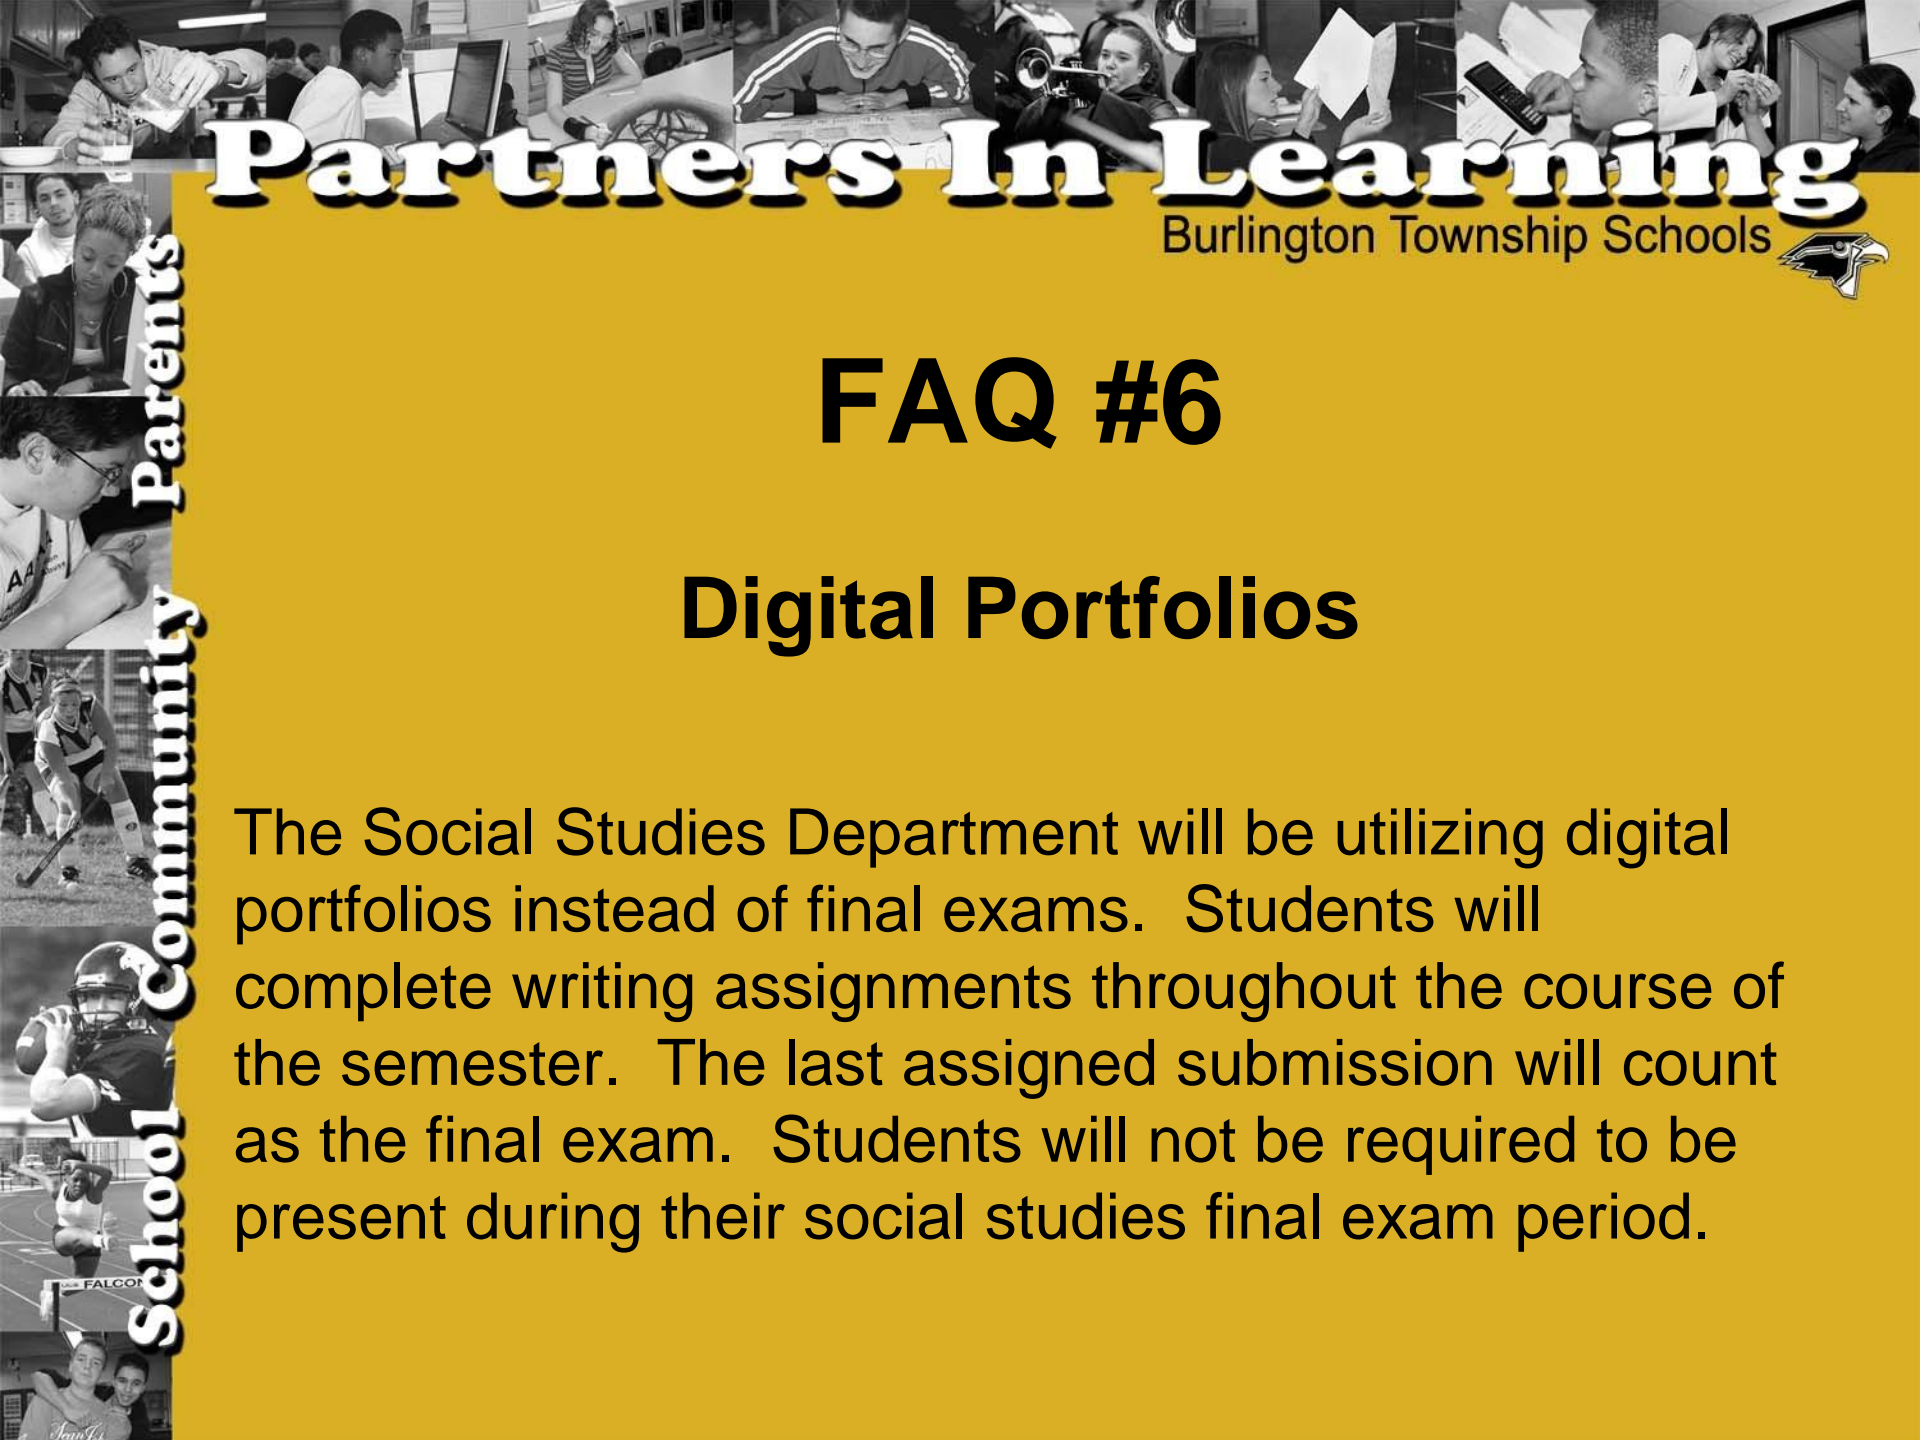 Partners In Learning
Burlington Township Schools
Parents
Community
School
FAQ #6
Digital Portfolios
The Social Studies Department will be utilizing digital
portfolios instead of final exams.  Students will
complete writing assignments throughout the course of
the semester.  The last assigned submission will count
as the final exam.  Students will not be required to be
present during their social studies final exam period.
FALCON